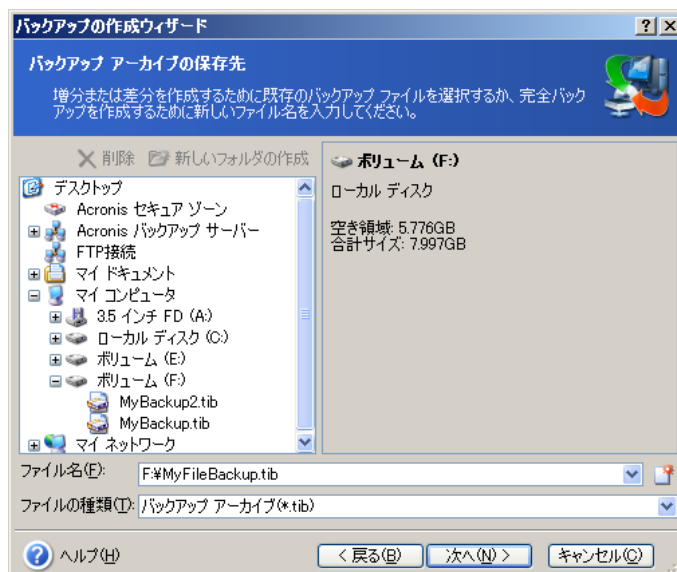 バックアップの作成ウィザード
バックアップ アーカイブの保存先
増分または差分を作成するために既存のバックアップ ファイルを選択するか、完全バック
アップを作成するために新しいファイル名を入力してください。
削除 新しいフォルダの作成
デスクトップ
Acronis セキュア ゾーン
Acronis バックアップ サーバー
FTP接続
マイ ドキュメント
マイ コンピュータ
3.5 インチ FD (A:)
ローカル ディスク (C:)
ボリューム (E:)
ボリューム (F:)
MyBackup2.tib
MyBackup.tib
マイ ネットワーク
ボリューム (F:)
ローカル ディスク
空き領域: 5.776GB
合計サイズ: 7.997GB
ファイル名(F): F:¥MyFileBackup.tib
ファイルの種類(T): バックアップ アーカイブ(*.tib)
ヘルプ(H) < 戻る(B) 次へ(N) > キャンセル(C)